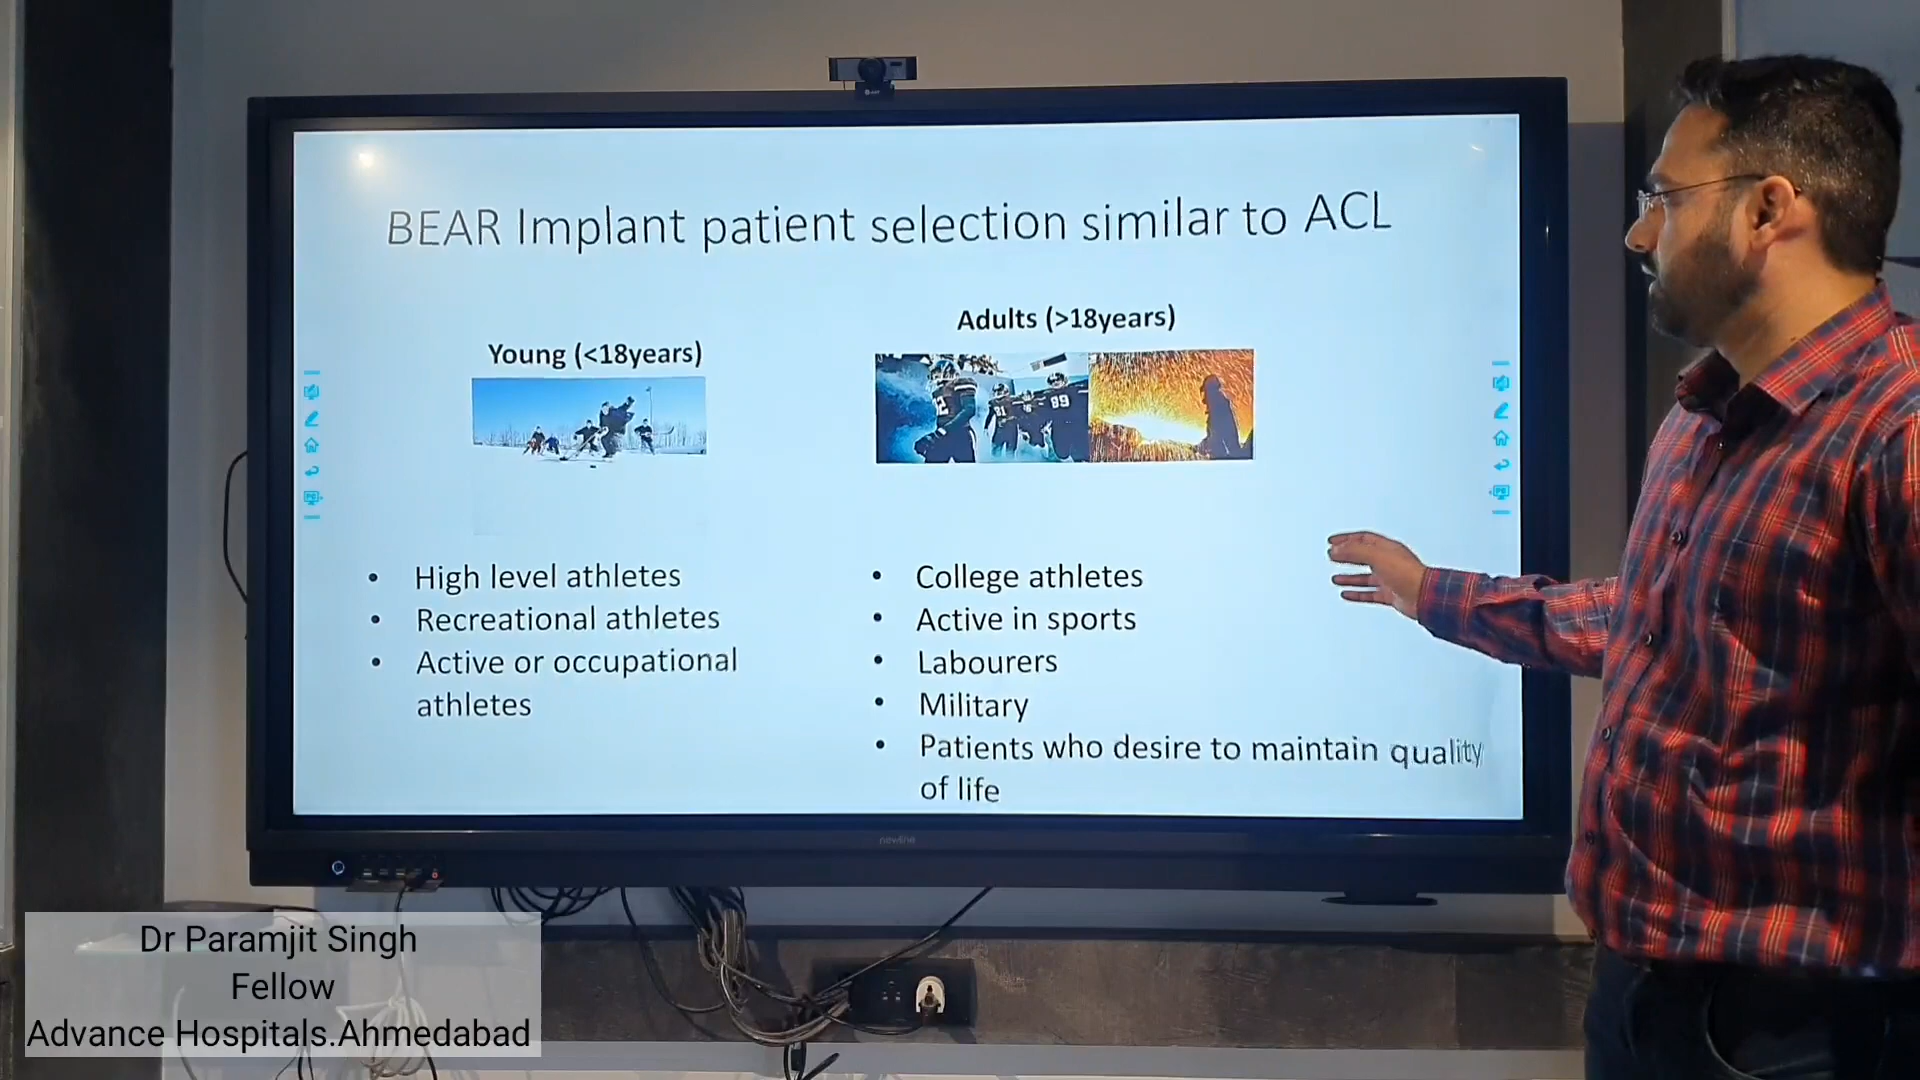 BEAR Implant patient selection similar to ACL
Adults (>18years)
Young (<18years)
99
• High level athletes
• Recreational athletes
• Active or occupational
athletes
• College athletes
• Active in sports
• Labourers
• Military
• Patients who desire to maintain quality
of life
newline
Dr Paramjit Singh
Fellow
Advance Hospitals.Ahmedabad